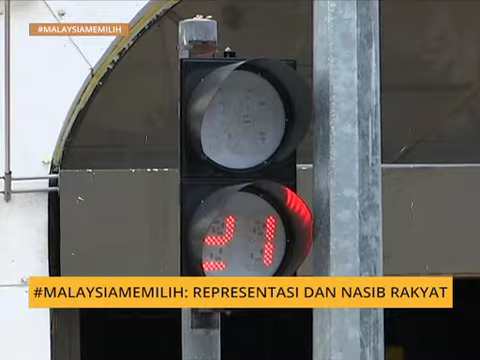 #MALAYSIAMEMILIH
21
#MALAYSIAMEMILIH: REPRESENTASI DAN NASIB RAKYAT